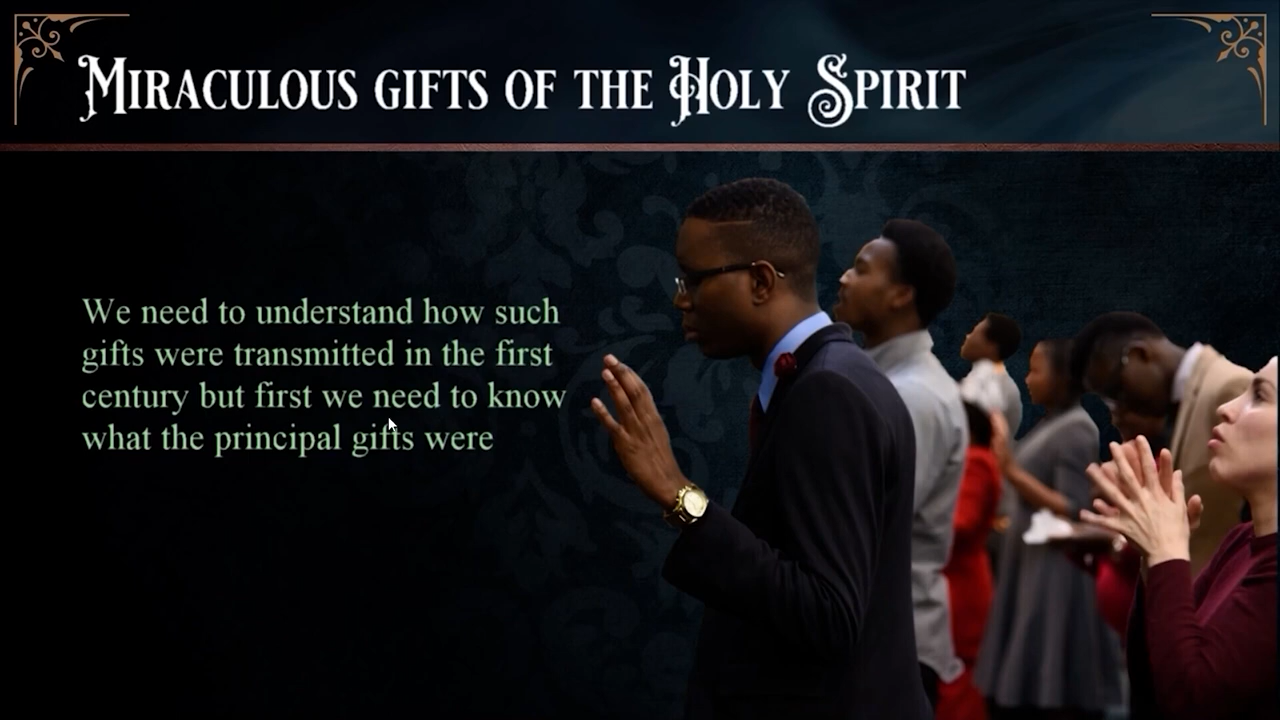 Miraculous gifts of the Holy Spirit
We need to understand how such
gifts were transmitted in the first
century but first we need to know
what the principal gifts were